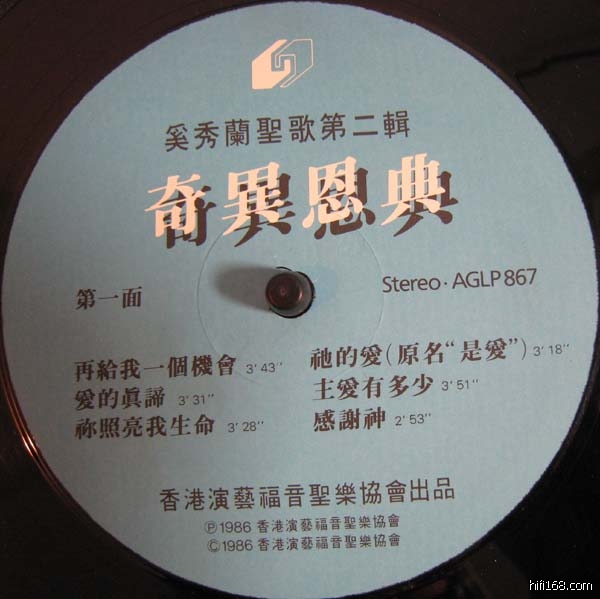 奚秀蘭聖歌第二輯
奇異恩典
第一面
Stereo·AGLP 867
再給我一個機會 3'43''
愛的眞諦 3'31''
祢照亮我生命 3'28''
祂的愛(原名“是愛”) 3'18''
主愛有多少 3'51''
感謝神 2'53''
香港演藝福音聖樂協會出品
Ⓟ1986 香港演藝福音聖樂協會
©1986 香港演藝福音聖樂協會
hifi168.com